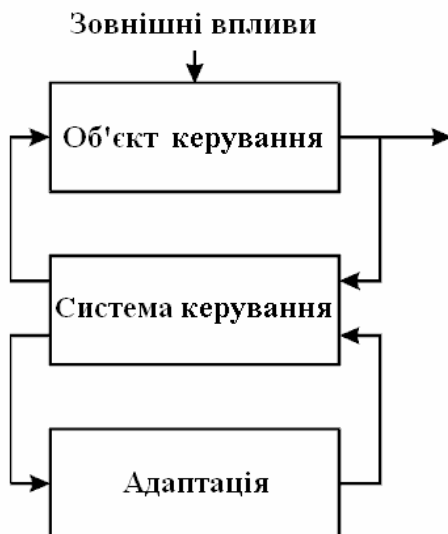 Зовнішні впливи
Об'єкт керування
Система керування
Адаптація